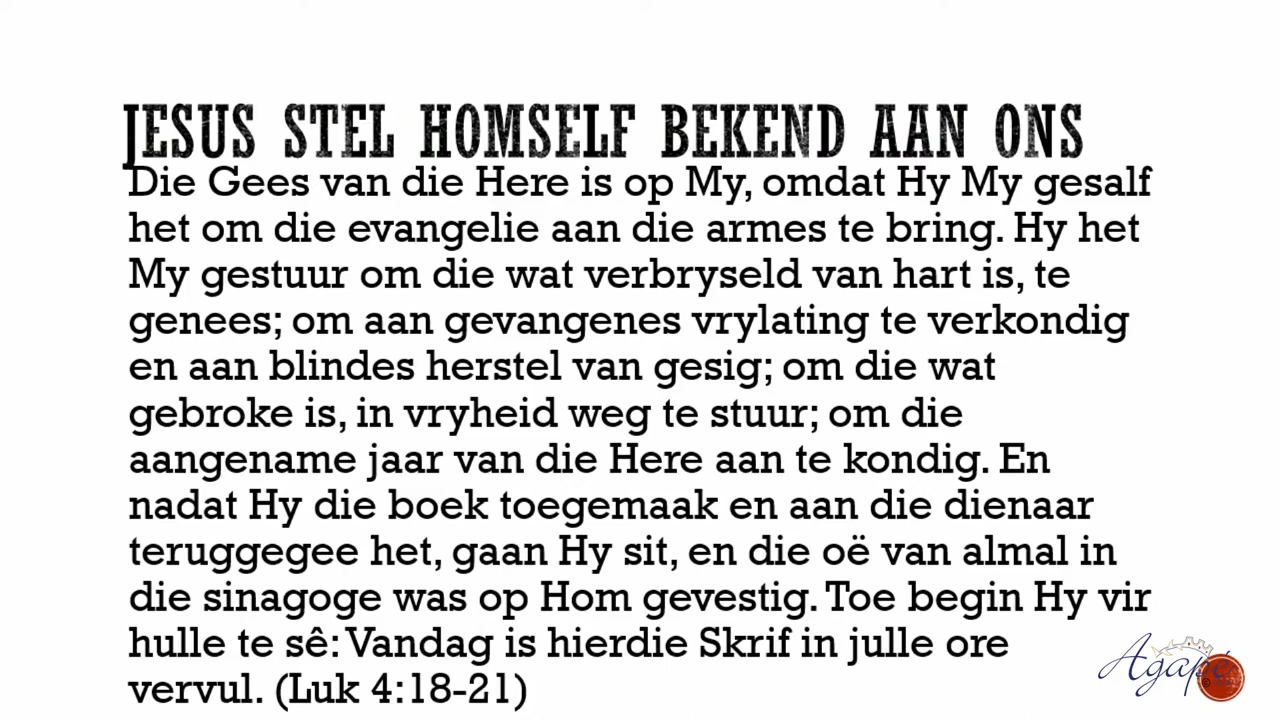 JESUS STEL HOMSELF BEKEND AAN ONS
Die Gees van die Here is op My, omdat Hy My gesalf
het om die evangelie aan die armes te bring. Hy het
My gestuur om die wat verbryseld van hart is, te
genees; om aan gevangenes vrylating te verkondig
en aan blindes herstel van gesig; om die wat
gebroke is, in vryheid weg te stuur; om die
aangename jaar van die Here aan te kondig. En
nadat Hy die boek toegemaak en aan die dienaar
teruggegee het, gaan Hy sit, en die oë van almal in
die sinagoge was op Hom gevestig. Toe begin Hy vir
hulle te sê: Vandag is hierdie Skrif in julle ore
vervul. (Luk 4:18-21)
Agapé